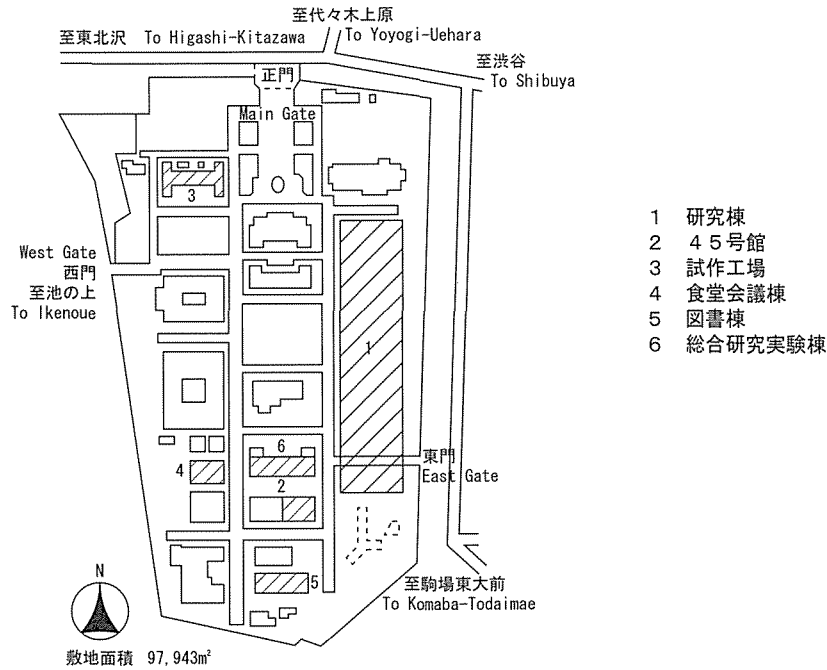 至代々木上原
至東北沢 To Higashi-Kitazawa
To Yoyogi-Uehara
至渋谷
To Shibuya
正門
Main Gate
3
West Gate
西門
至池の上
To Ikenoue
1
1 研究棟
2 45号館
3 試作工場
4 食堂会議棟
5 図書棟
6 総合研究実験棟
6
東門
4
East Gate
2
N
5
至駒場東大前
To Komaba-Todaimae
敷地面積 97,943㎡